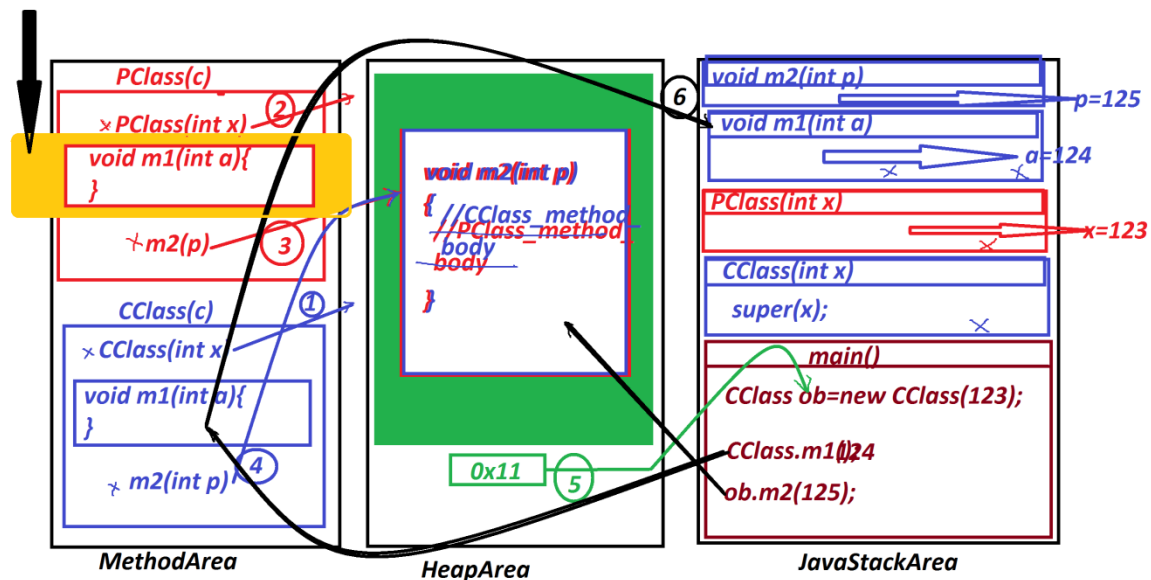 PClass(c)
PClass(int x)
2
void m1(int a){
}
m2(p)
3
CClass(c)
1
CClass(int x)
void m1(int a){
}
m2(int p)
4
MethodArea
void m2(int p)
{
//CClass_method_
//PClass_method_
body
body
}
0x11
5
HeapArea
6
void m2(int p)
p=125
void m1(int a)
a=124
PClass(int x)
x=123
CClass(int x)
super(x);
main()
CClass ob=new CClass(123);
CClass.m1(124
ob.m2(125);
JavaStackArea